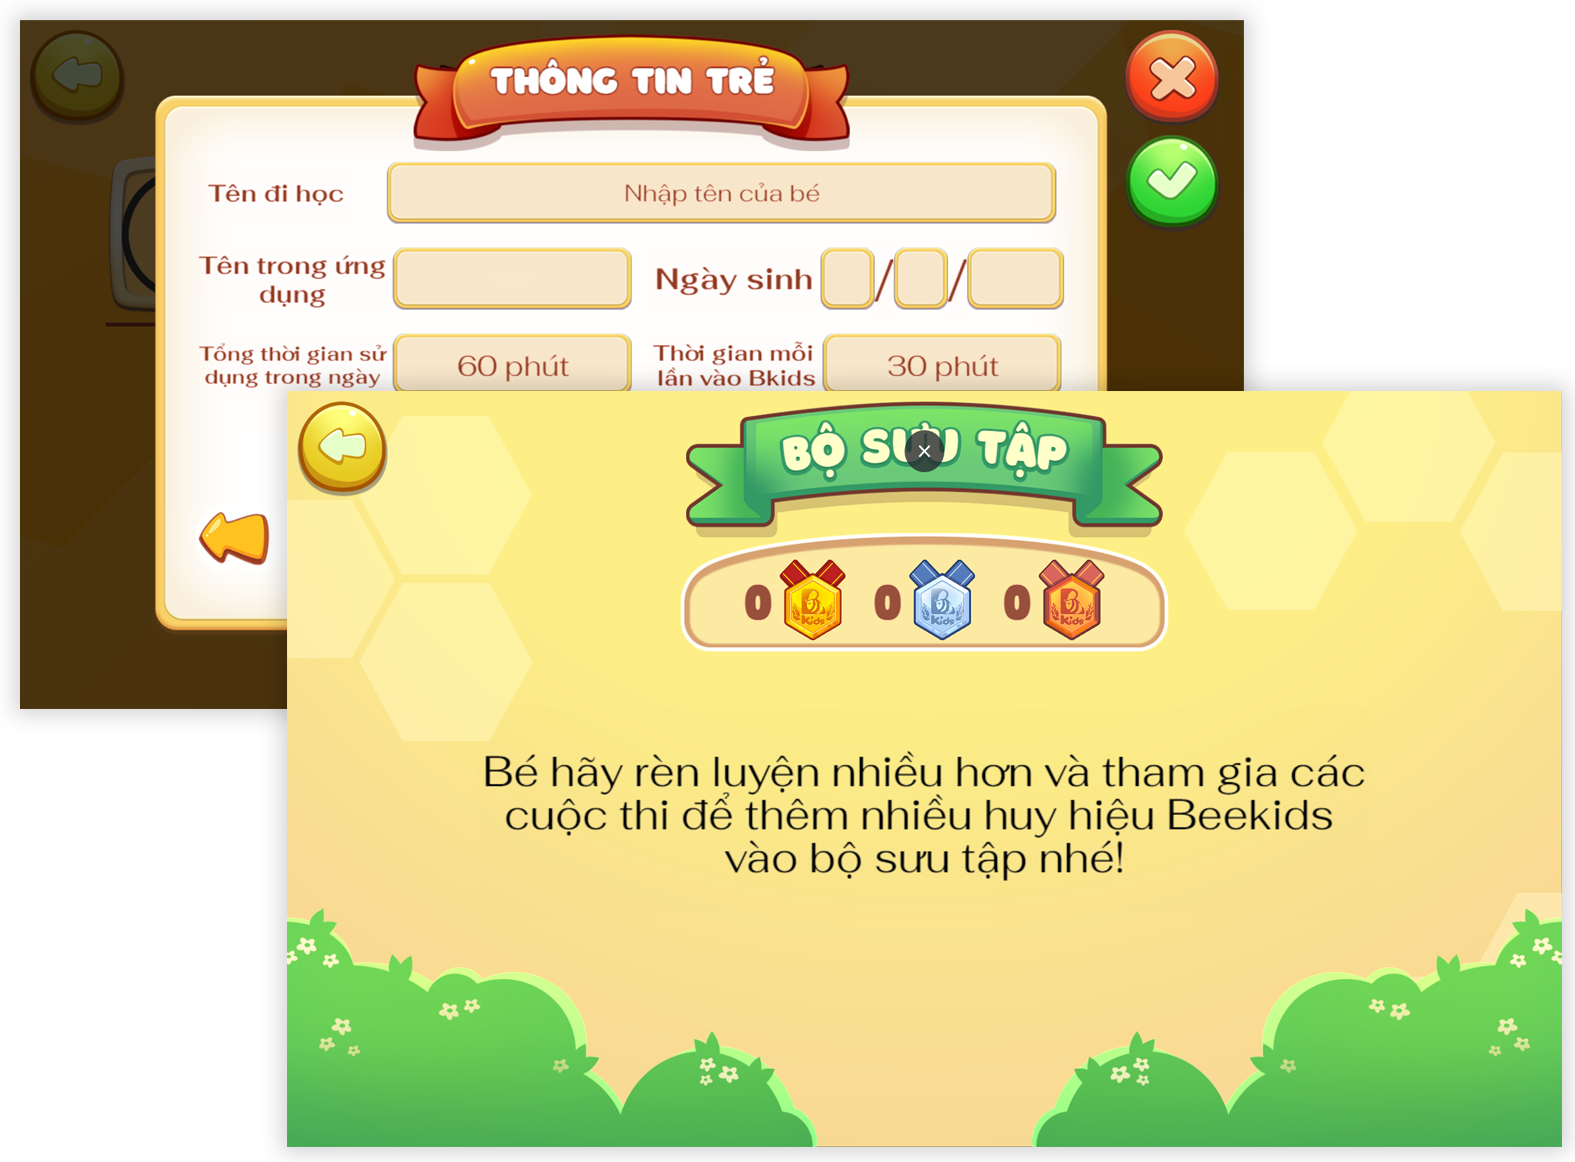 THÔNG TIN TRẺ
Tên đi học
Nhập tên của bé
Tên trong ứng
dụng
Ngày sinh
/ /
Tổng thời gian sử
dụng trong ngày
60 phút
Thời gian mỗi
lần vào Bkids
30 phút
BỘ SƯU TẬP
0 0 0
B Kids
B Kids
B Kids
Bé hãy rèn luyện nhiều hơn và tham gia các
cuộc thi để thêm nhiều huy hiệu Beekids
vào bộ sưu tập nhé!